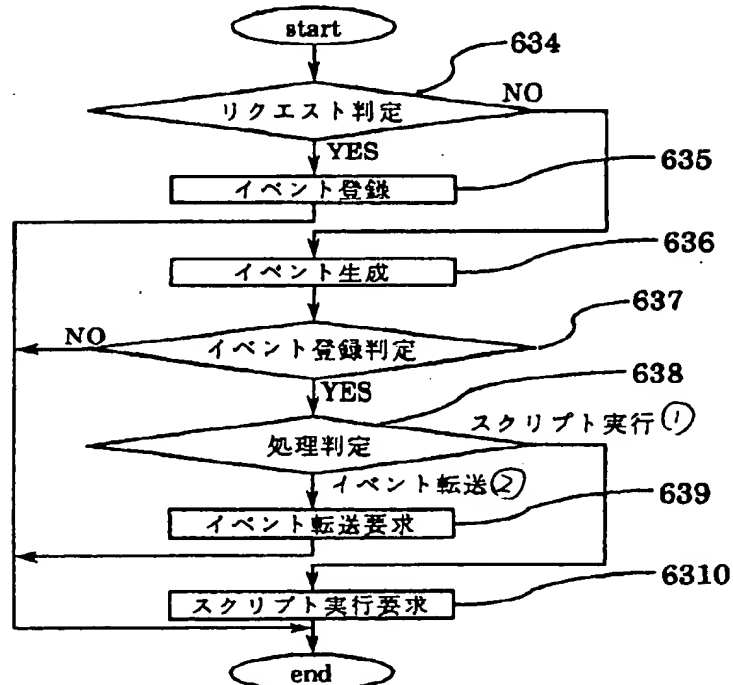 start
634
リクエスト判定
NO
YES
635
イベント登録
636
イベント生成
637
NO
イベント登録判定
YES
638
スクリプト実行①
処理判定
イベント転送②
639
イベント転送要求
6310
スクリプト実行要求
end